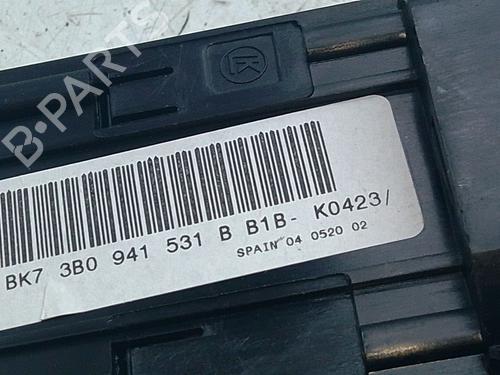 B-PARTS
K
BK7 3B0 941 531 B B1B- K0423/
SPAIN 04 0520 02